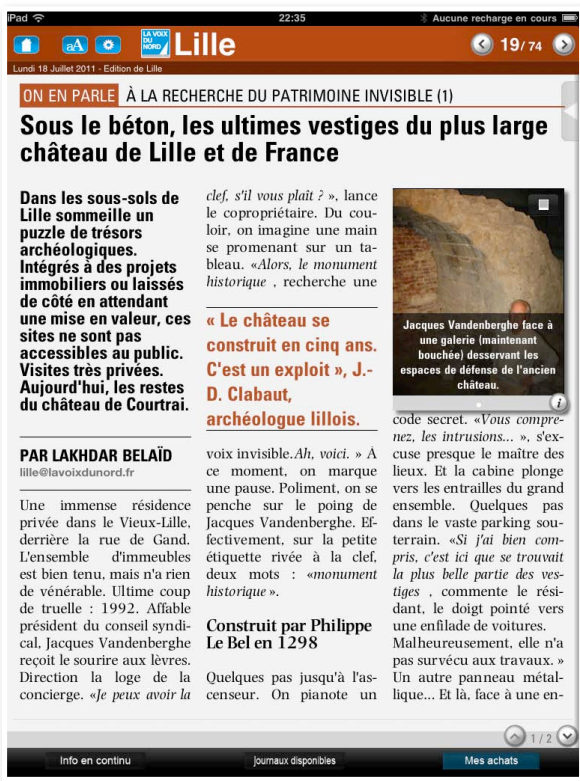 iPad
22:35
Aucune recharge en cours
aA
LA VOIX
DU
NORD
Lille
19/ 74
Lundi 18 Juillet 2011 - Edition de Lille
ON EN PARLE À LA RECHERCHE DU PATRIMOINE INVISIBLE (1)
Sous le béton, les ultimes vestiges du plus large
château de Lille et de France
Dans les sous-sols de
Lille sommeille un
puzzle de trésors
archéologiques.
Intégrés à des projets
immobiliers ou laissés
de côté en attendant
une mise en valeur, ces
sites ne sont pas
accessibles au public.
Visites très privées.
Aujourd'hui, les restes
du château de Courtrai.
PAR LAKHDAR BELAÏD
lille@lavoixdunord.fr
Une immense résidence
privée dans le Vieux-Lille,
derrière la rue de Gand.
L'ensemble d'immeubles
est bien tenu, mais n'a rien
de vénérable. Ultime coup
de truelle : 1992. Affable
président du conseil syndi-
cal, Jacques Vandenberghe
reçoit le sourire aux lèvres.
Direction la loge de la
concierge. «Je peux avoir la
clef, s'il vous plaît ? », lance
le copropriétaire. Du cou-
loir, on imagine une main
se promenant sur un ta-
bleau. «Alors, le monument
historique , recherche une
« Le château se
construit en cinq ans.
C'est un exploit », J.-
D. Clabaut,
archéologue lillois.
voix invisible.Ah, voici. » À
ce moment, on marque
une pause. Poliment, on se
penche sur le poing de
Jacques Vandenberghe. Ef-
fectivement, sur la petite
étiquette rivée à la clef,
deux mots : «monument
historique ».
Construit par Philippe
Le Bel en 1298
Quelques pas jusqu'à l'as-
censeur. On pianote un
Jacques Vandenberghe face à
une galerie (maintenant
bouchée) desservant les
espaces de défense de l'ancien
château.
i
code secret. «Vous compre-
nez, les intrusions... », s'ex-
cuse presque le maître des
lieux. Et la cabine plonge
vers les entrailles du grand
ensemble. Quelques pas
dans le vaste parking sou-
terrain. «Si j'ai bien com-
pris, c'est ici que se trouvait
la plus belle partie des ves-
tiges , commente le rési-
dant, le doigt pointé vers
une enfilade de voitures.
Malheureusement, elle n'a
pas survécu aux travaux. »
Un autre panneau métal-
lique... Et là, face à une en-
1 / 2
Info en continu
Journaux disponibles
Mes achats